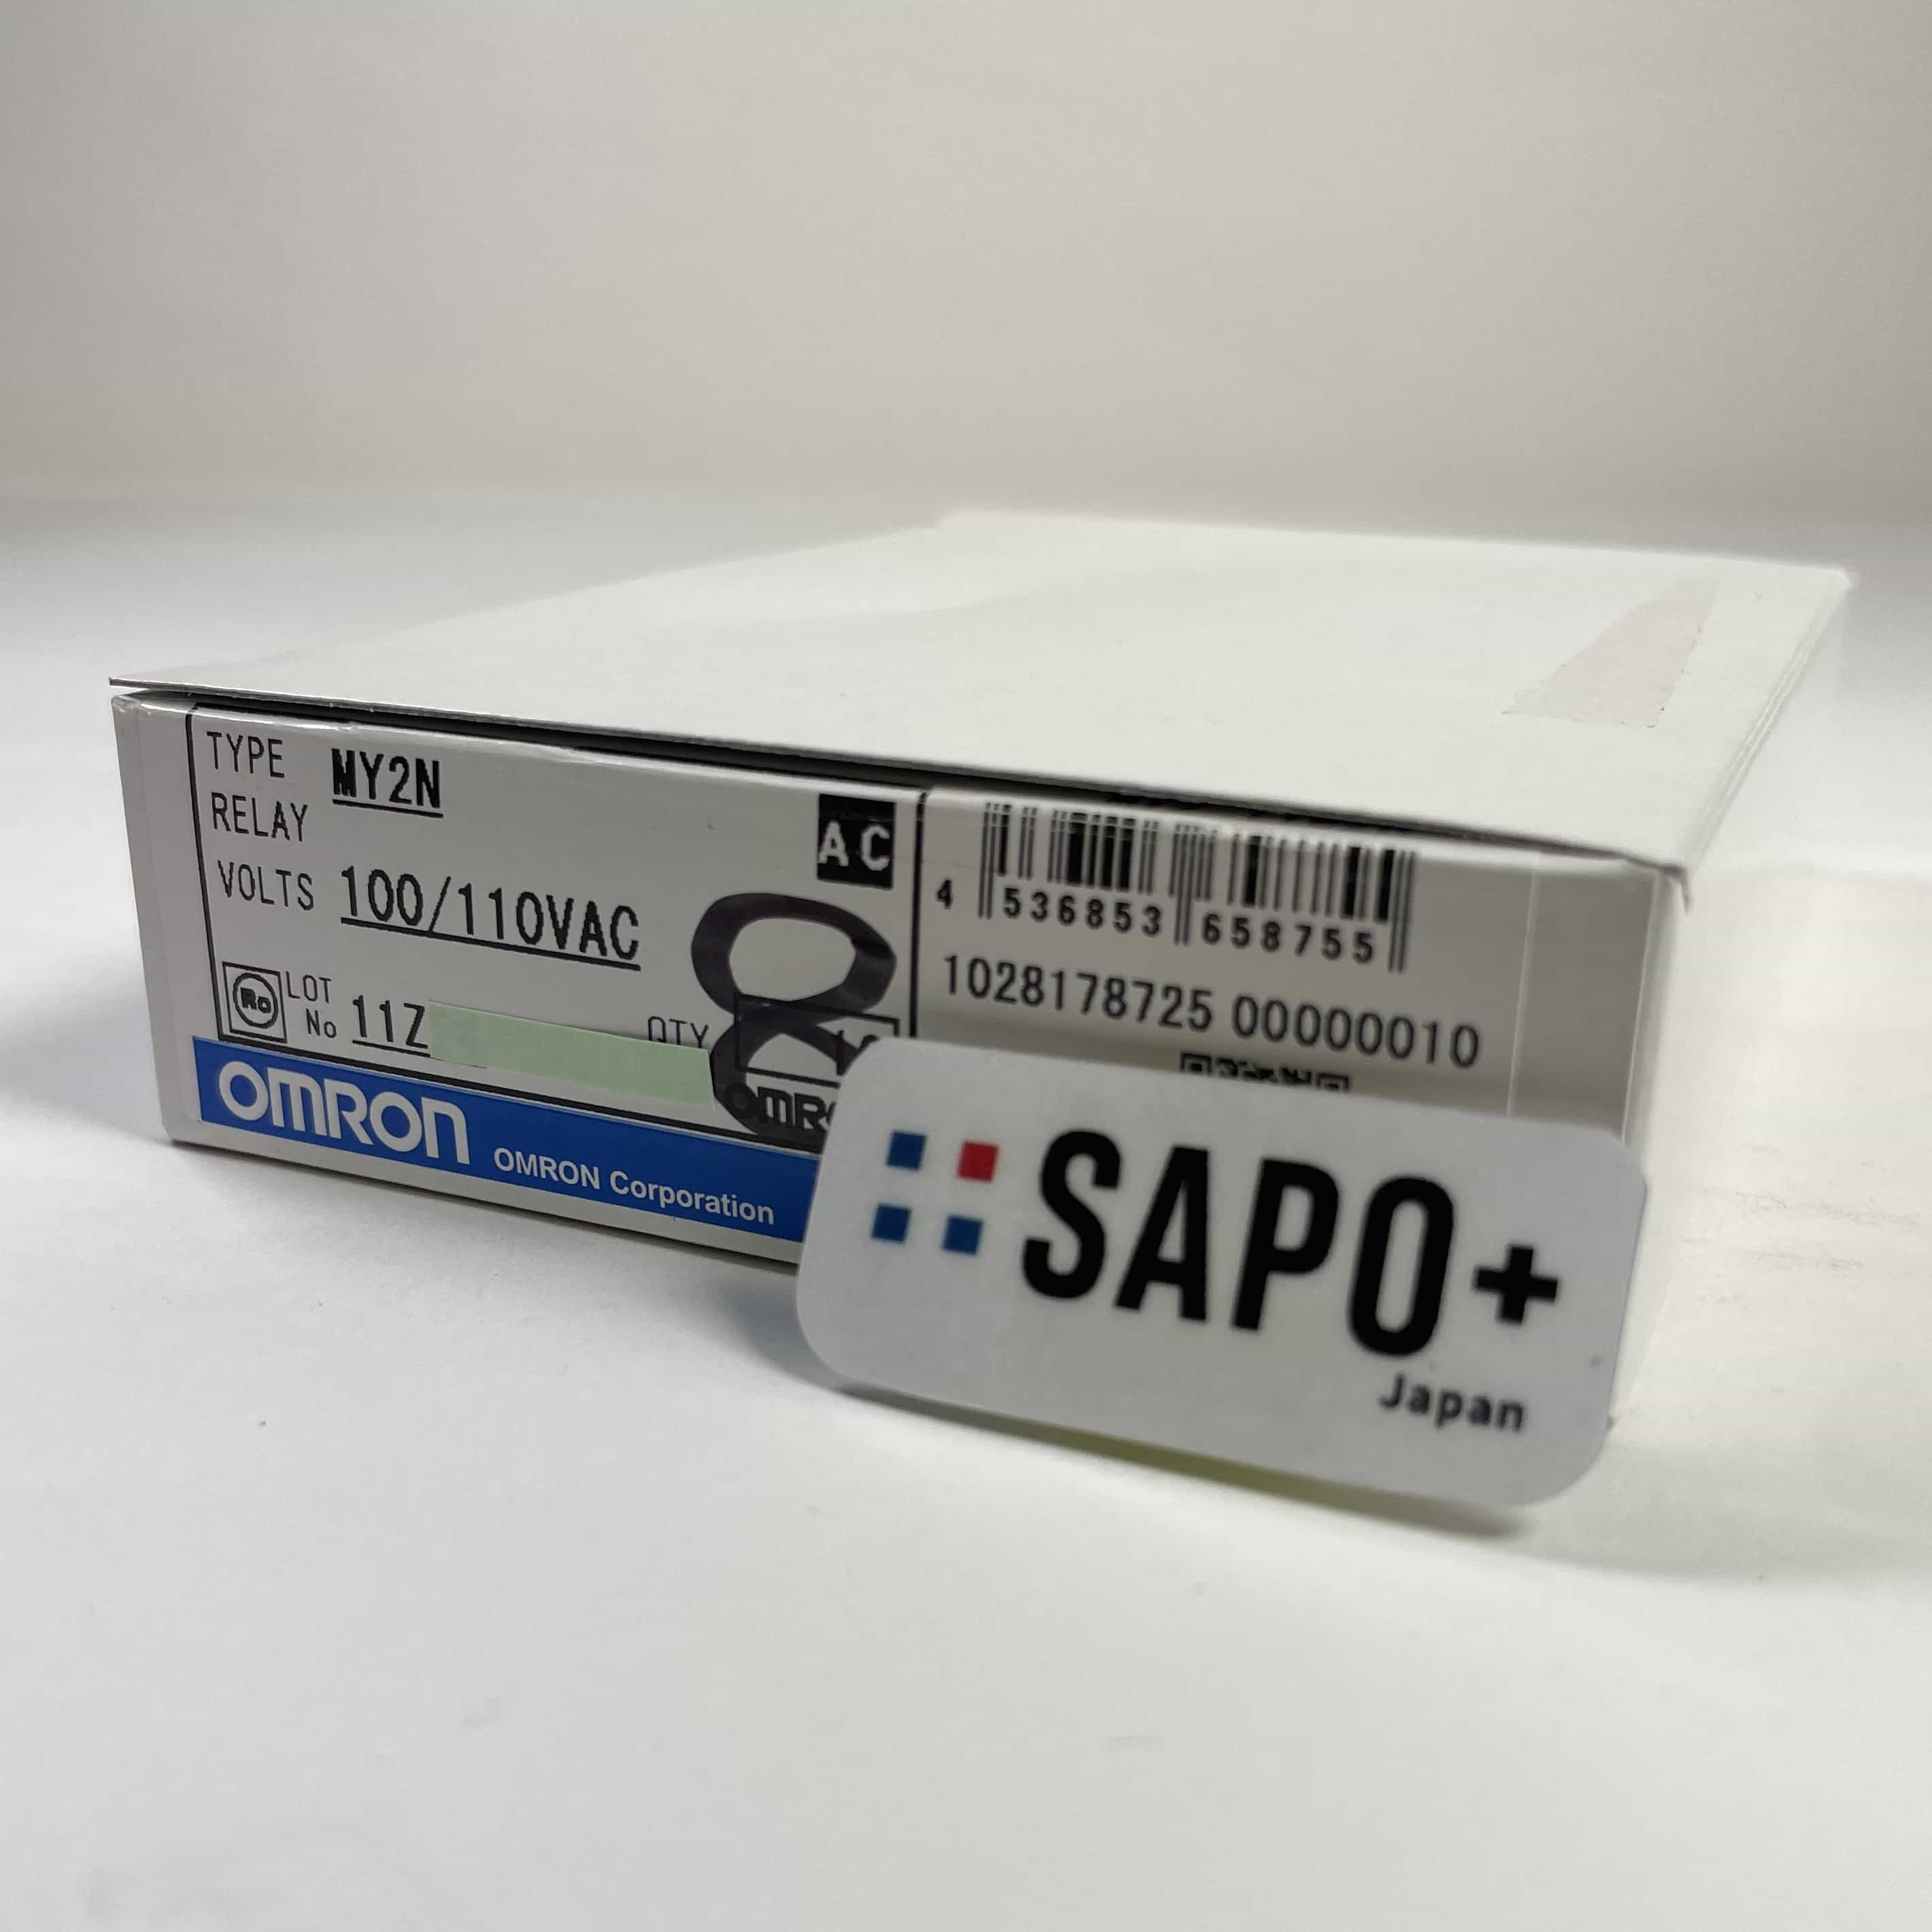 TYPE MY2N
RELAY
AC
VOLTS 100/110VAC
LOT
No 11Z
QTY
OMRON OMRON Corporation
4 536853 658755
1028178725 00000010
SAPO+
Japan